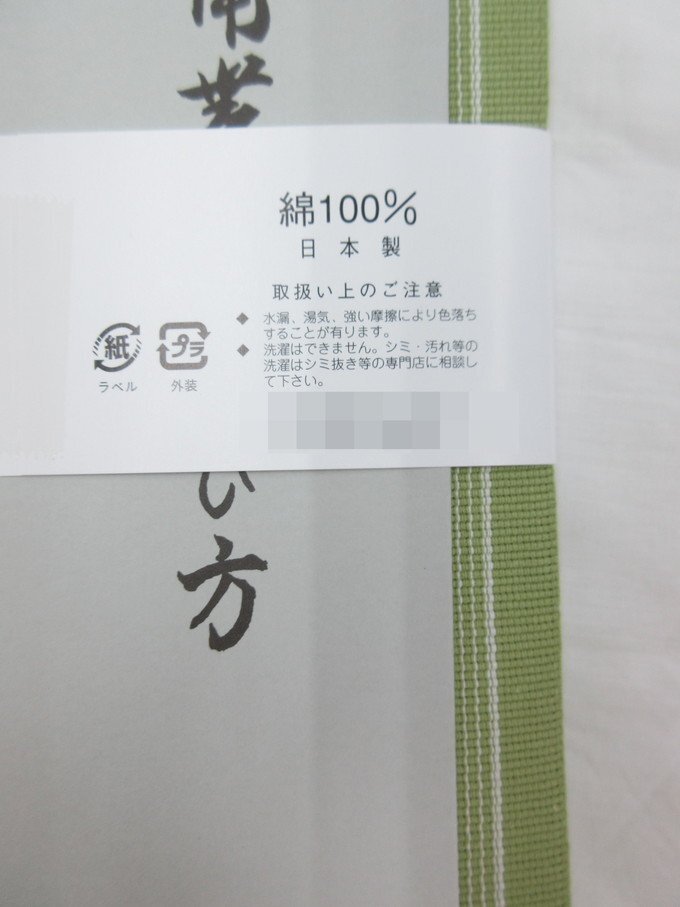 帯
綿100%
日本製
取扱い上のご注意
◆ 水漏、湯気、強い摩擦により色落ち
することが有ります。
◆ 洗濯はできません。シミ・汚れ等の
洗濯はシミ抜き等の専門店に相談し
て下さい。
紙
ラベル
プラ
外装
い方